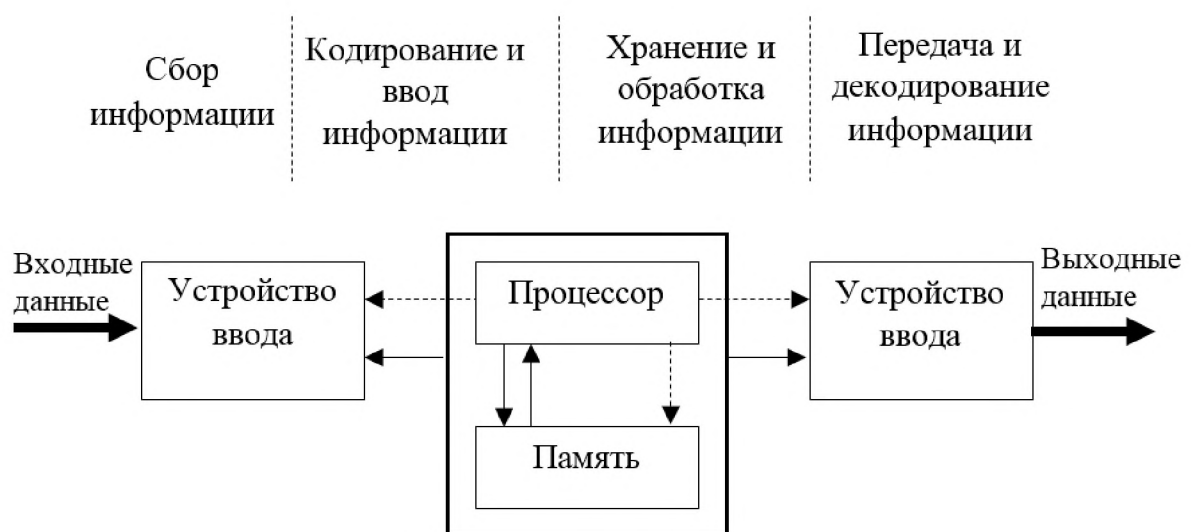 Сбор
информации
Кодирование и
ввод
информации
Хранение и
обработка
информации
Передача и
декодирование
информации
Входные
данные
Устройство
ввода
Процессор
Память
Устройство
ввода
Выходные
данные